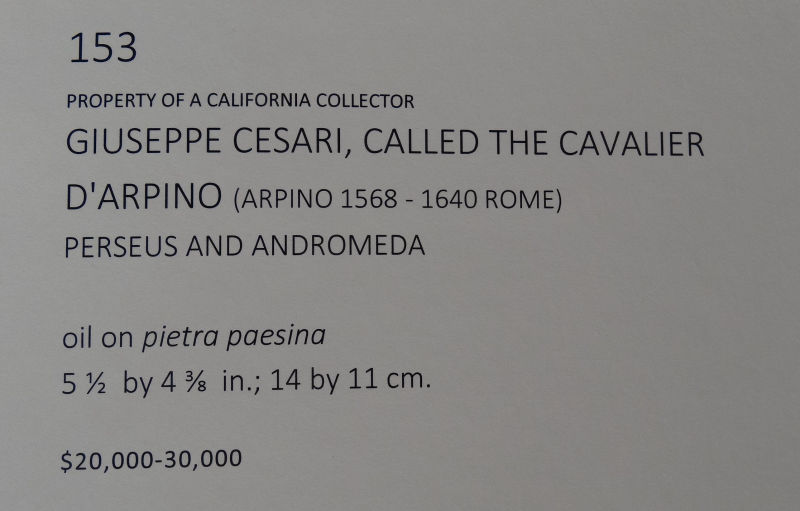 153
PROPERTY OF A CALIFORNIA COLLECTOR
GIUSEPPE CESARI, CALLED THE CAVALIER
D'ARPINO (ARPINO 1568 - 1640 ROME)
PERSEUS AND ANDROMEDA
oil on pietra paesina
5 ½ by 4 ⅜ in.; 14 by 11 cm.
$20,000-30,000